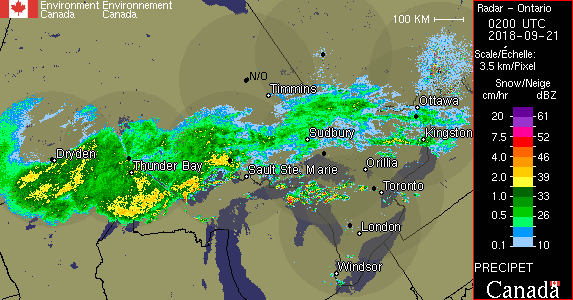 Environment Environnement
Canada Canada
100 KM
N/O
Timmins
Ottawa
Sudbury
Kingston
Dryden
Thunder Bay
Sault Ste. Marie
Orillia
Toronto
London
Windsor
Radar - Ontario
0200 UTC
2018-09-21
Scale/Échelle:
3.5 km/Pixel
Snow/Neige
cm/hr dBZ
20 61
7.5 52
4.0 46
2.0 39
1.0 33
0.5 26
0.1 10
PRECIPET
Canada